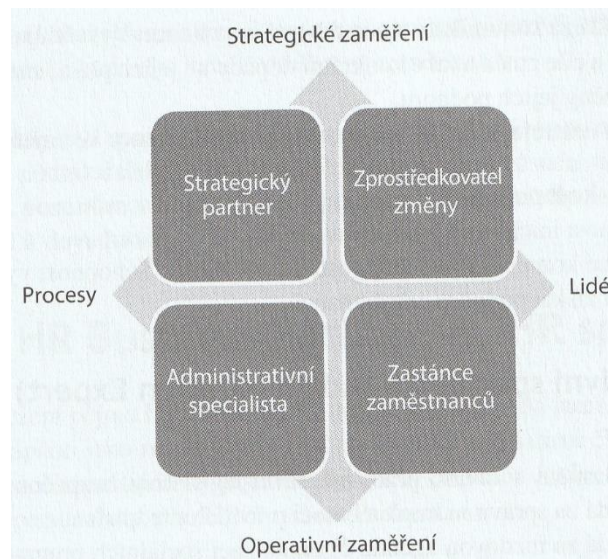 Strategické zaměření
Strategický
partner
Zprostředkovatel
změny
Procesy
Lidé
Administrativní
specialista
Zastánce
zaměstnanců
Operativní zaměření